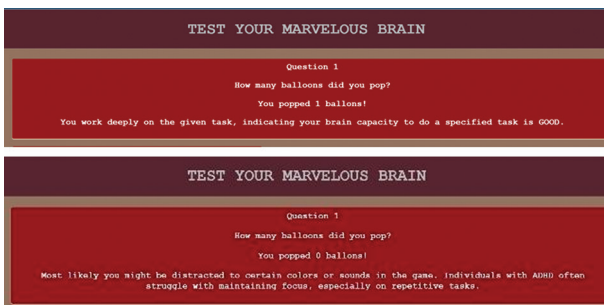 TEST YOUR MARVELOUS BRAIN
Question 1
How many balloons did you pop?
You popped 1 ballons!
You work deeply on the given task, indicating your brain capacity to do a specified task is GOOD.
TEST YOUR MARVELOUS BRAIN
Question 1
How many balloons did you pop?
You popped 0 ballons!
Most likely you might be distracted to certain colors or sounds in the game. Individuals with ADHD often
struggle with maintaining focus, especially on repetitive tasks.